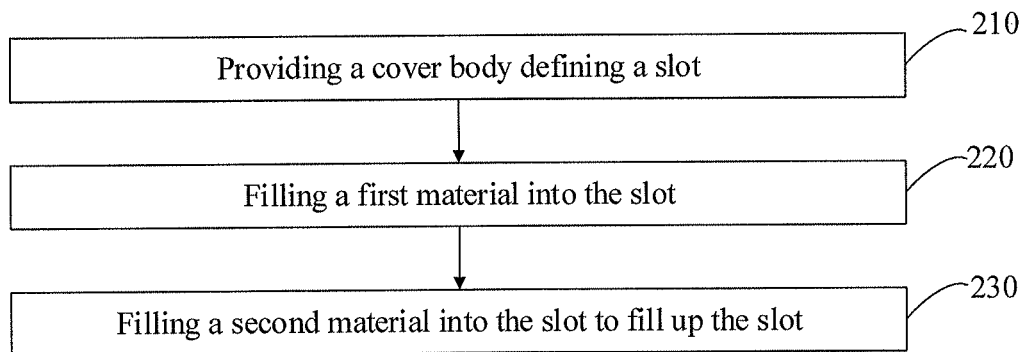 210
Providing a cover body defining a slot
220
Filling a first material into the slot
230
Filling a second material into the slot to fill up the slot